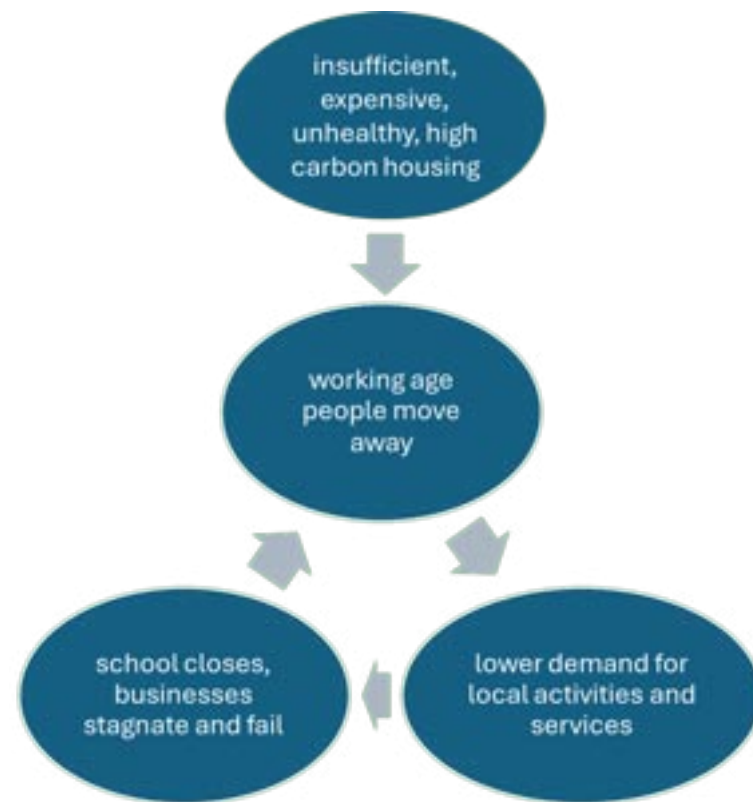 insufficient,
expensive,
unhealthy, high
carbon housing
working age
people move
away
school closes,
businesses
stagnate and fail
lower demand for
local activities and
services